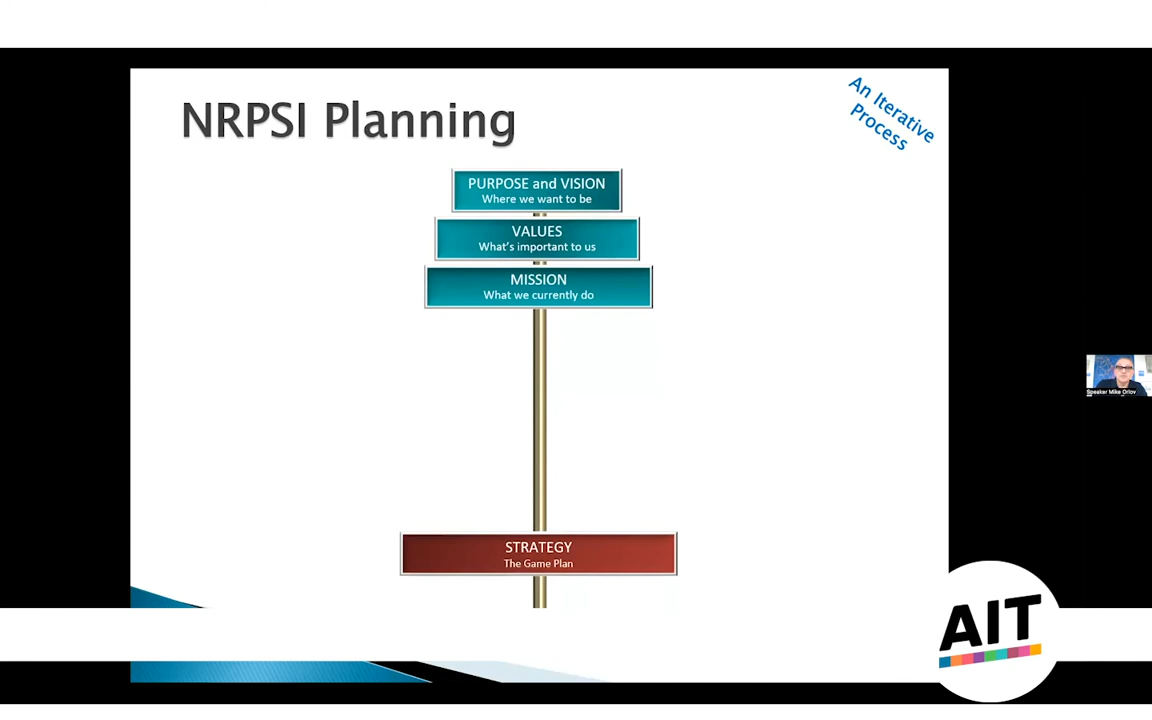 NRPSI Planning
An Iterative
Process
PURPOSE and VISION
Where we want to be
VALUES
What's important to us
MISSION
What we currently do
Speaker Mike Orlov
STRATEGY
The Game Plan
AIT